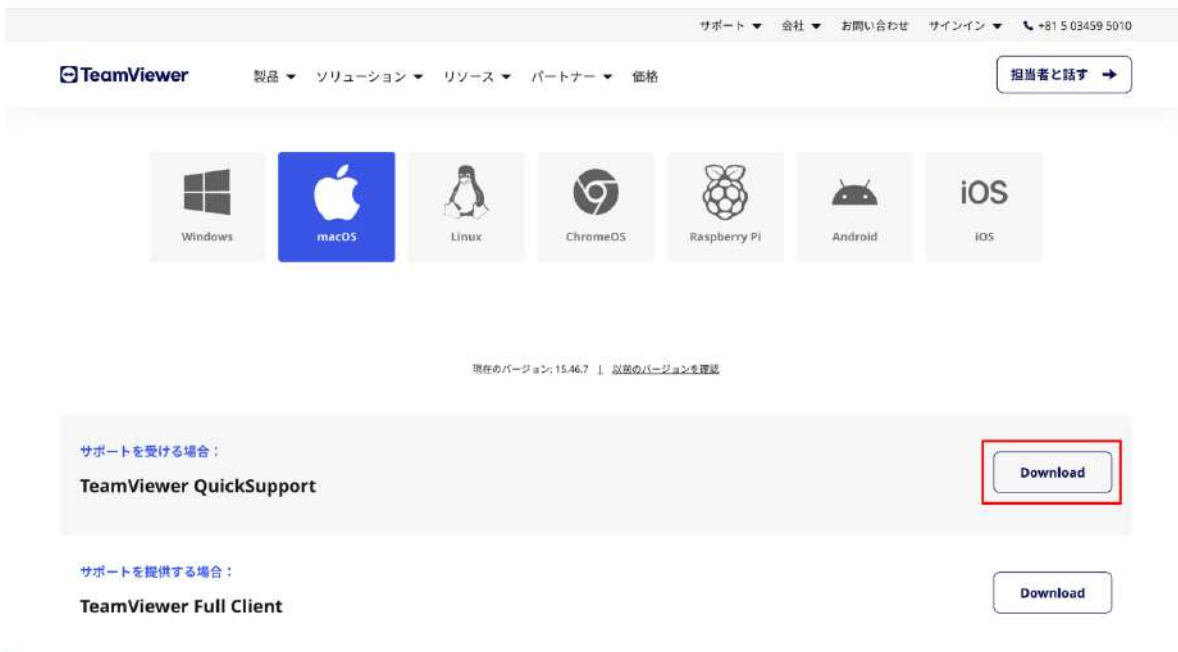 サポート ▼ 会社 ▼ お問い合わせ サインイン ▼ +81 5 03459 5010
TeamViewer 製品 ▼ ソリューション ▼ リソース ▼ パートナー ▼ 価格 担当者と話す →
iOS
Windows macOS Linux ChromeOS Raspberry Pi Android iOS
現在のバージョン: 15.46.7 | 以前のバージョンを確認
サポートを受ける場合：
TeamViewer QuickSupport
Download
サポートを提供する場合：
TeamViewer Full Client
Download